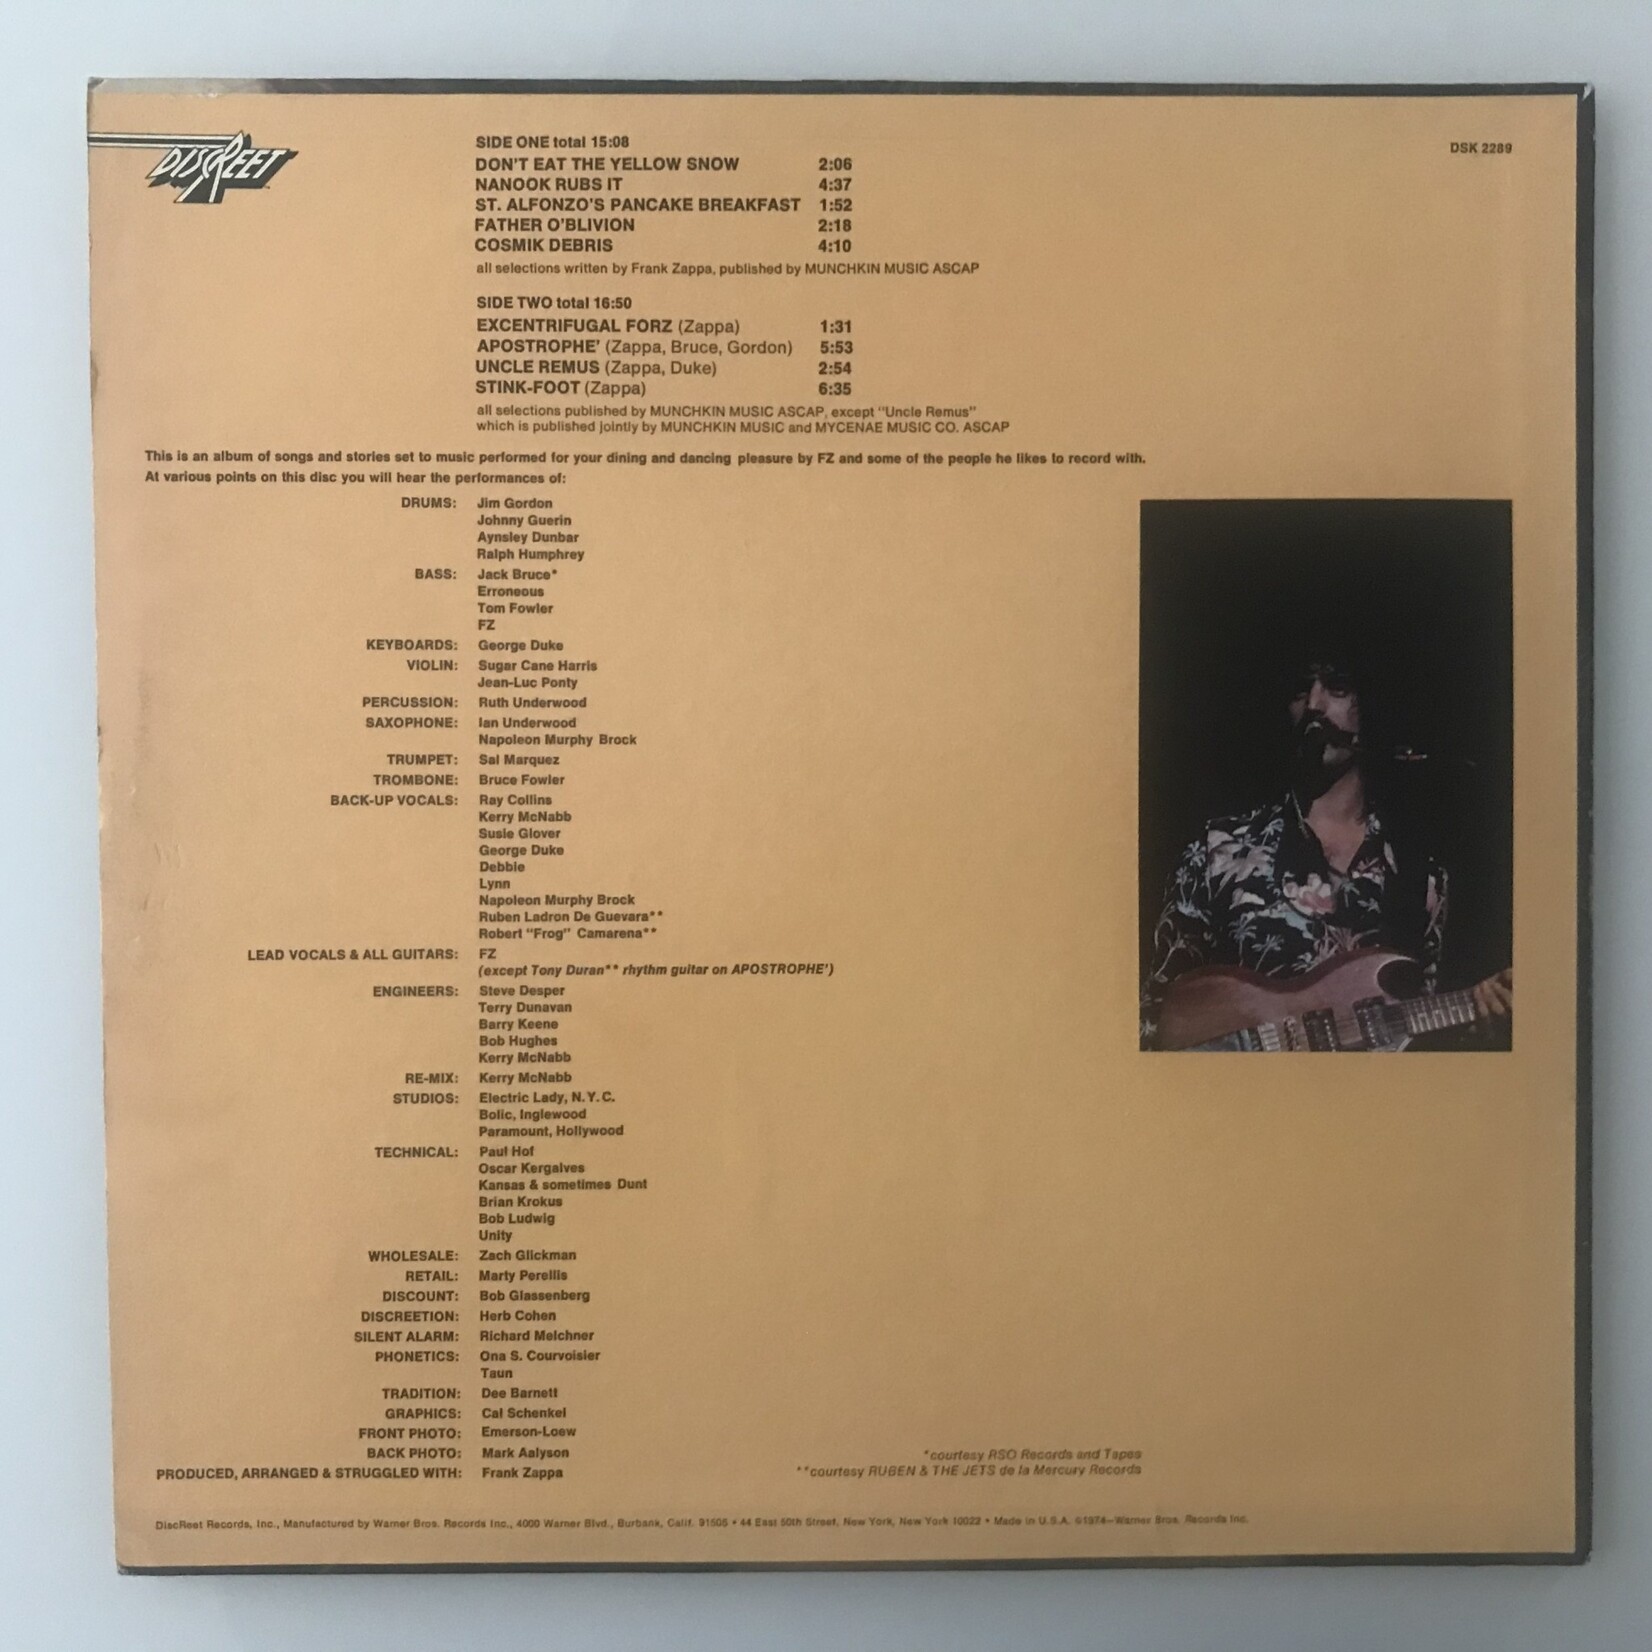 DISCREET
DSK 2289
SIDE ONE total 15:08
DON'T EAT THE YELLOW SNOW 2:06
NANOOK RUBS IT 4:37
ST. ALFONZO'S PANCAKE BREAKFAST 1:52
FATHER O'BLIVION 2:18
COSMIK DEBRIS 4:10
all selections written by Frank Zappa, published by MUNCHKIN MUSIC ASCAP
SIDE TWO total 16:50
EXCENTRIFUGAL FORZ (Zappa) 1:31
APOSTROPHE' (Zappa, Bruce, Gordon) 5:53
UNCLE REMUS (Zappa, Duke) 2:54
STINK-FOOT (Zappa) 6:35
all selections published by MUNCHKIN MUSIC ASCAP, except "Uncle Remus"
which is published jointly by MUNCHKIN MUSIC and MYCENAE MUSIC CO. ASCAP
This is an album of songs and stories set to music performed for your dining and dancing pleasure by FZ and some of the people he likes to record with.
At various points on this disc you will hear the performances of:
DRUMS: Jim Gordon
Johnny Guerin
Aynsley Dunbar
Ralph Humphrey
BASS: Jack Bruce*
Erroneous
Tom Fowler
FZ
KEYBOARDS: George Duke
VIOLIN: Sugar Cane Harris
Jean-Luc Ponty
PERCUSSION: Ruth Underwood
SAXOPHONE: Ian Underwood
Napoleon Murphy Brock
TRUMPET: Sal Marquez
TROMBONE: Bruce Fowler
BACK-UP VOCALS: Ray Collins
Kerry McNabb
Susie Glover
George Duke
Debbie
Lynn
Napoleon Murphy Brock
Ruben Ladron De Guevara**
Robert "Frog" Camarena**
LEAD VOCALS & ALL GUITARS: FZ
(except Tony Duran** rhythm guitar on APOSTROPHE')
ENGINEERS: Steve Desper
Terry Dunavan
Barry Keene
Bob Hughes
Kerry McNabb
RE-MIX: Kerry McNabb
STUDIOS: Electric Lady, N.Y.C.
Bolic, Inglewood
Paramount, Hollywood
TECHNICAL: Paul Hof
Oscar Kergalves
Kansas & sometimes Dunt
Brian Krokus
Bob Ludwig
Unity
WHOLESALE: Zach Glickman
RETAIL: Marty Perellis
DISCOUNT: Bob Glassenberg
DISCREETION: Herb Cohen
SILENT ALARM: Richard Melchner
PHONETICS: Ona S. Courvoisier
Taun
TRADITION: Dee Barnett
GRAPHICS: Cal Schenkel
FRONT PHOTO: Emerson-Loew
BACK PHOTO: Mark Aalyson
PRODUCED, ARRANGED & STRUGGLED WITH: Frank Zappa
*courtesy RSO Records and Tapes
**courtesy RUBEN & THE JETS de la Mercury Records
DiscReet Records, Inc., Manufactured by Warner Bros. Records Inc., 4000 Warner Blvd., Burbank, Calif. 91505 • 44 East 50th Street, New York, New York 10022 • Made in U.S.A. ©1974—Warner Bros. Records Inc.